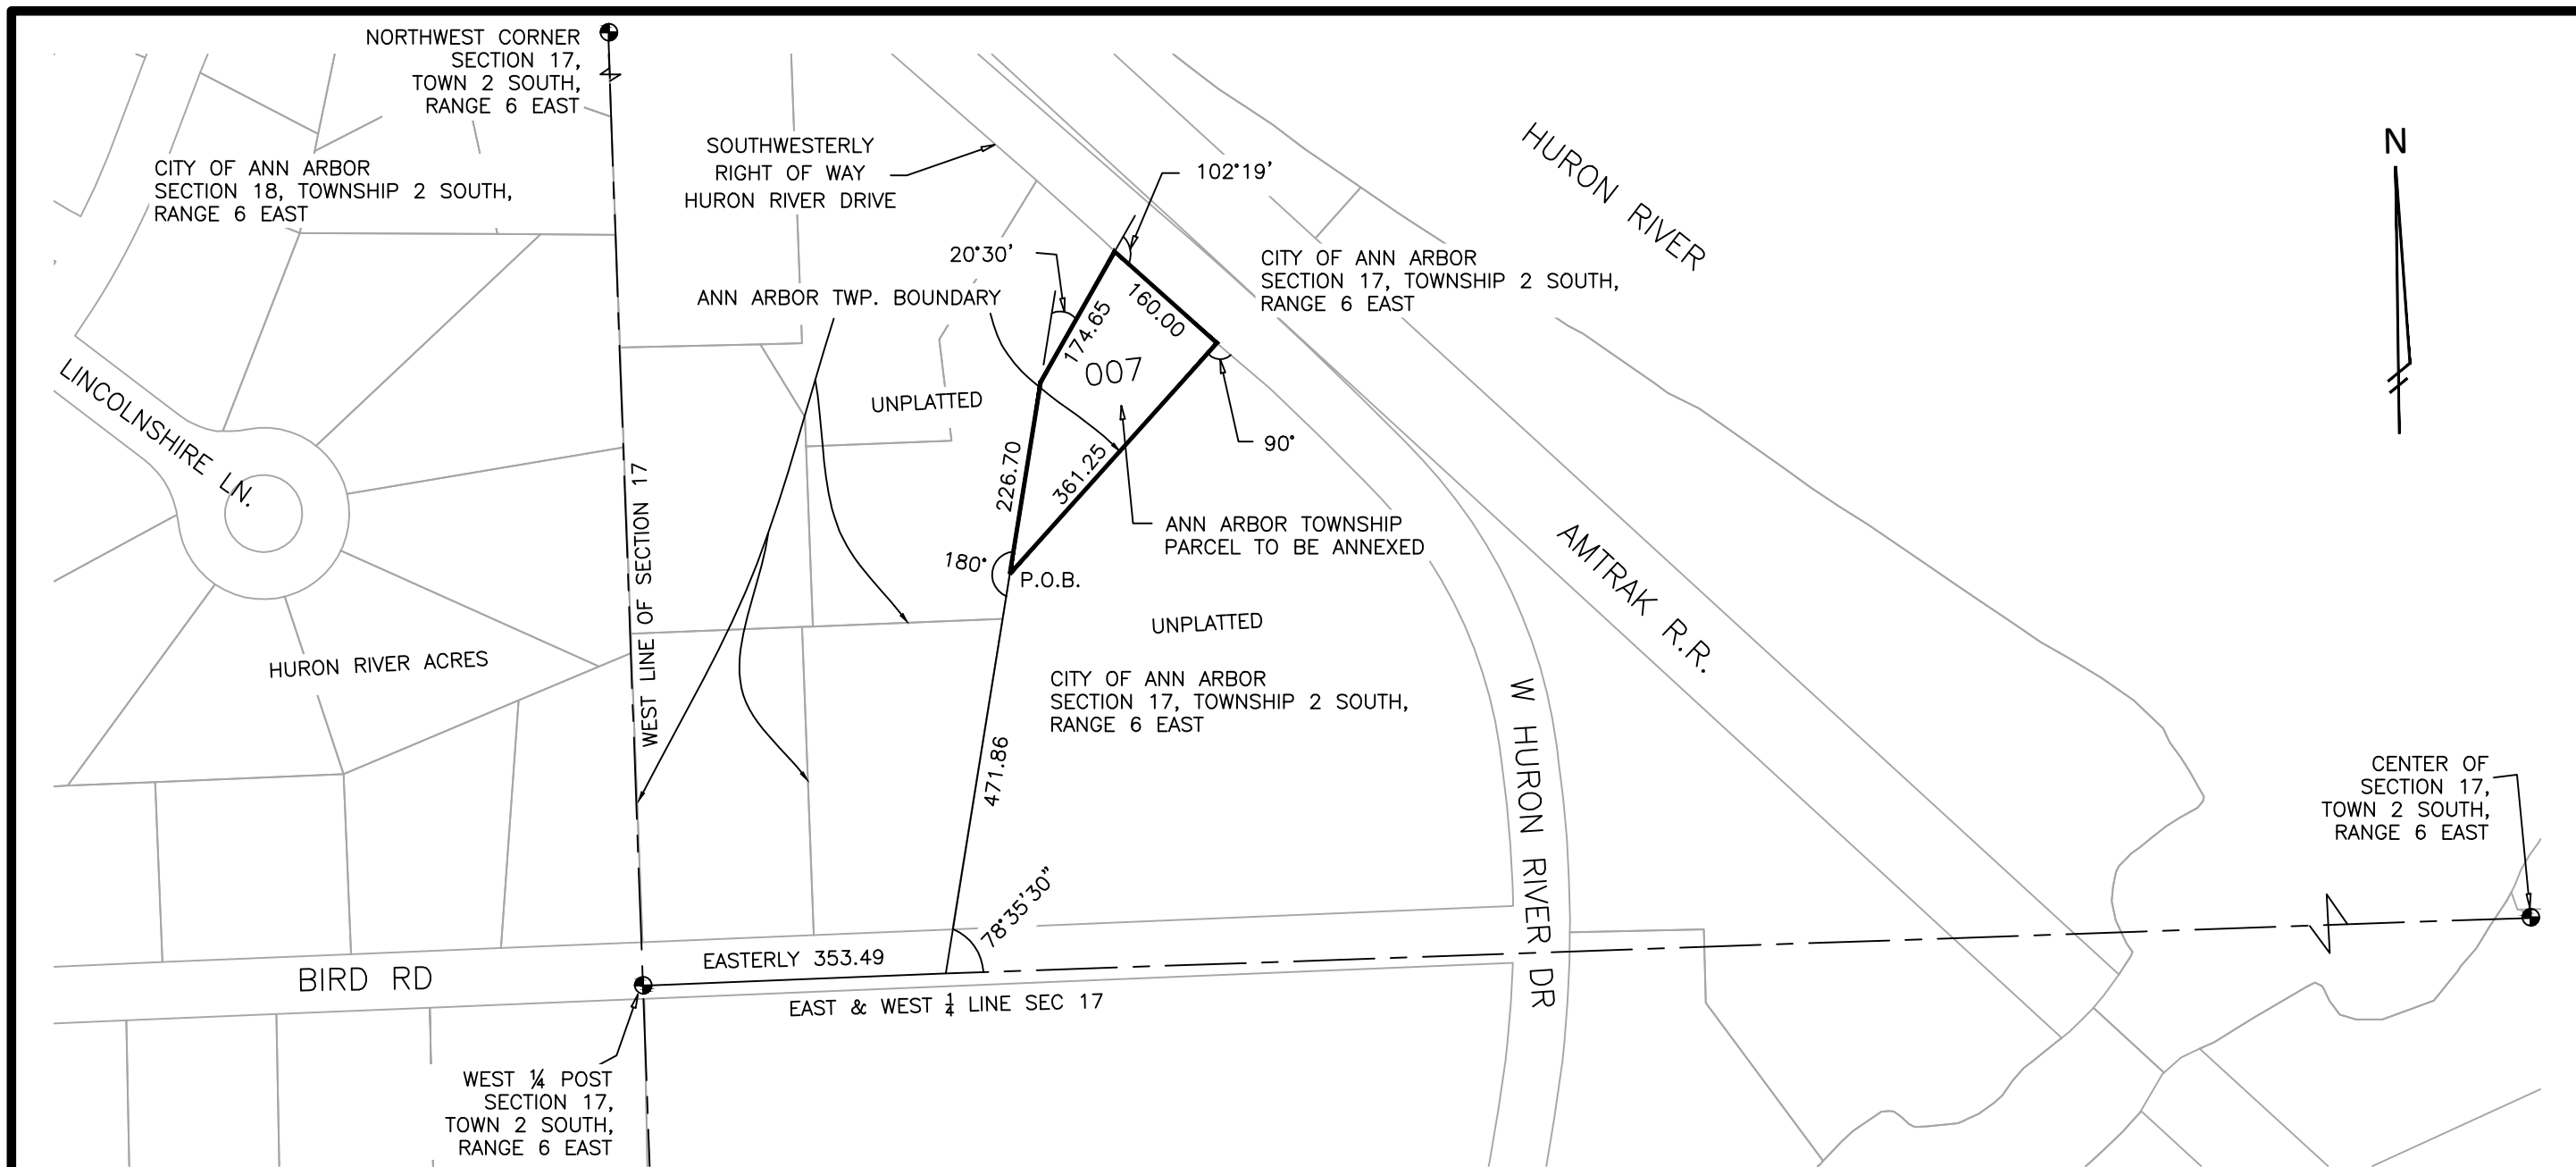 NORTHWEST CORNER
SECTION 17,
TOWN 2 SOUTH,
RANGE 6 EAST
CITY OF ANN ARBOR
SECTION 18, TOWNSHIP 2 SOUTH,
RANGE 6 EAST
SOUTHWESTERLY
RIGHT OF WAY
HURON RIVER DRIVE
102°19'
HURON RIVER
N
20°30'
CITY OF ANN ARBOR
SECTION 17, TOWNSHIP 2 SOUTH,
RANGE 6 EAST
ANN ARBOR TWP. BOUNDARY
174.65
160.00
007
UNPLATTED
90°
LINCOLNSHIRE LN.
226.70
361.25
ANN ARBOR TOWNSHIP
PARCEL TO BE ANNEXED
180°
P.O.B.
WEST LINE OF SECTION 17
AMTRAK R.R.
UNPLATTED
HURON RIVER ACRES
CITY OF ANN ARBOR
SECTION 17, TOWNSHIP 2 SOUTH,
RANGE 6 EAST
471.86
W HURON RIVER DR
CENTER OF
SECTION 17,
TOWN 2 SOUTH,
RANGE 6 EAST
78°35'30"
EASTERLY 353.49
BIRD RD
EAST & WEST ¼ LINE SEC 17
WEST ¼ POST
SECTION 17,
TOWN 2 SOUTH,
RANGE 6 EAST